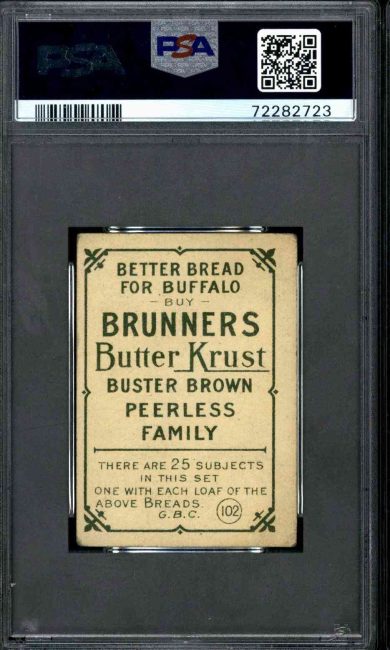 PSA
PSA
72282723
BETTER BREAD
FOR BUFFALO
- BUY -
BRUNNERS
Butter Krust
BUSTER BROWN
PEERLESS
FAMILY
THERE ARE 25 SUBJECTS
IN THIS SET
ONE WITH EACH LOAF OF THE
ABOVE BREADS.
G.B.C. 102